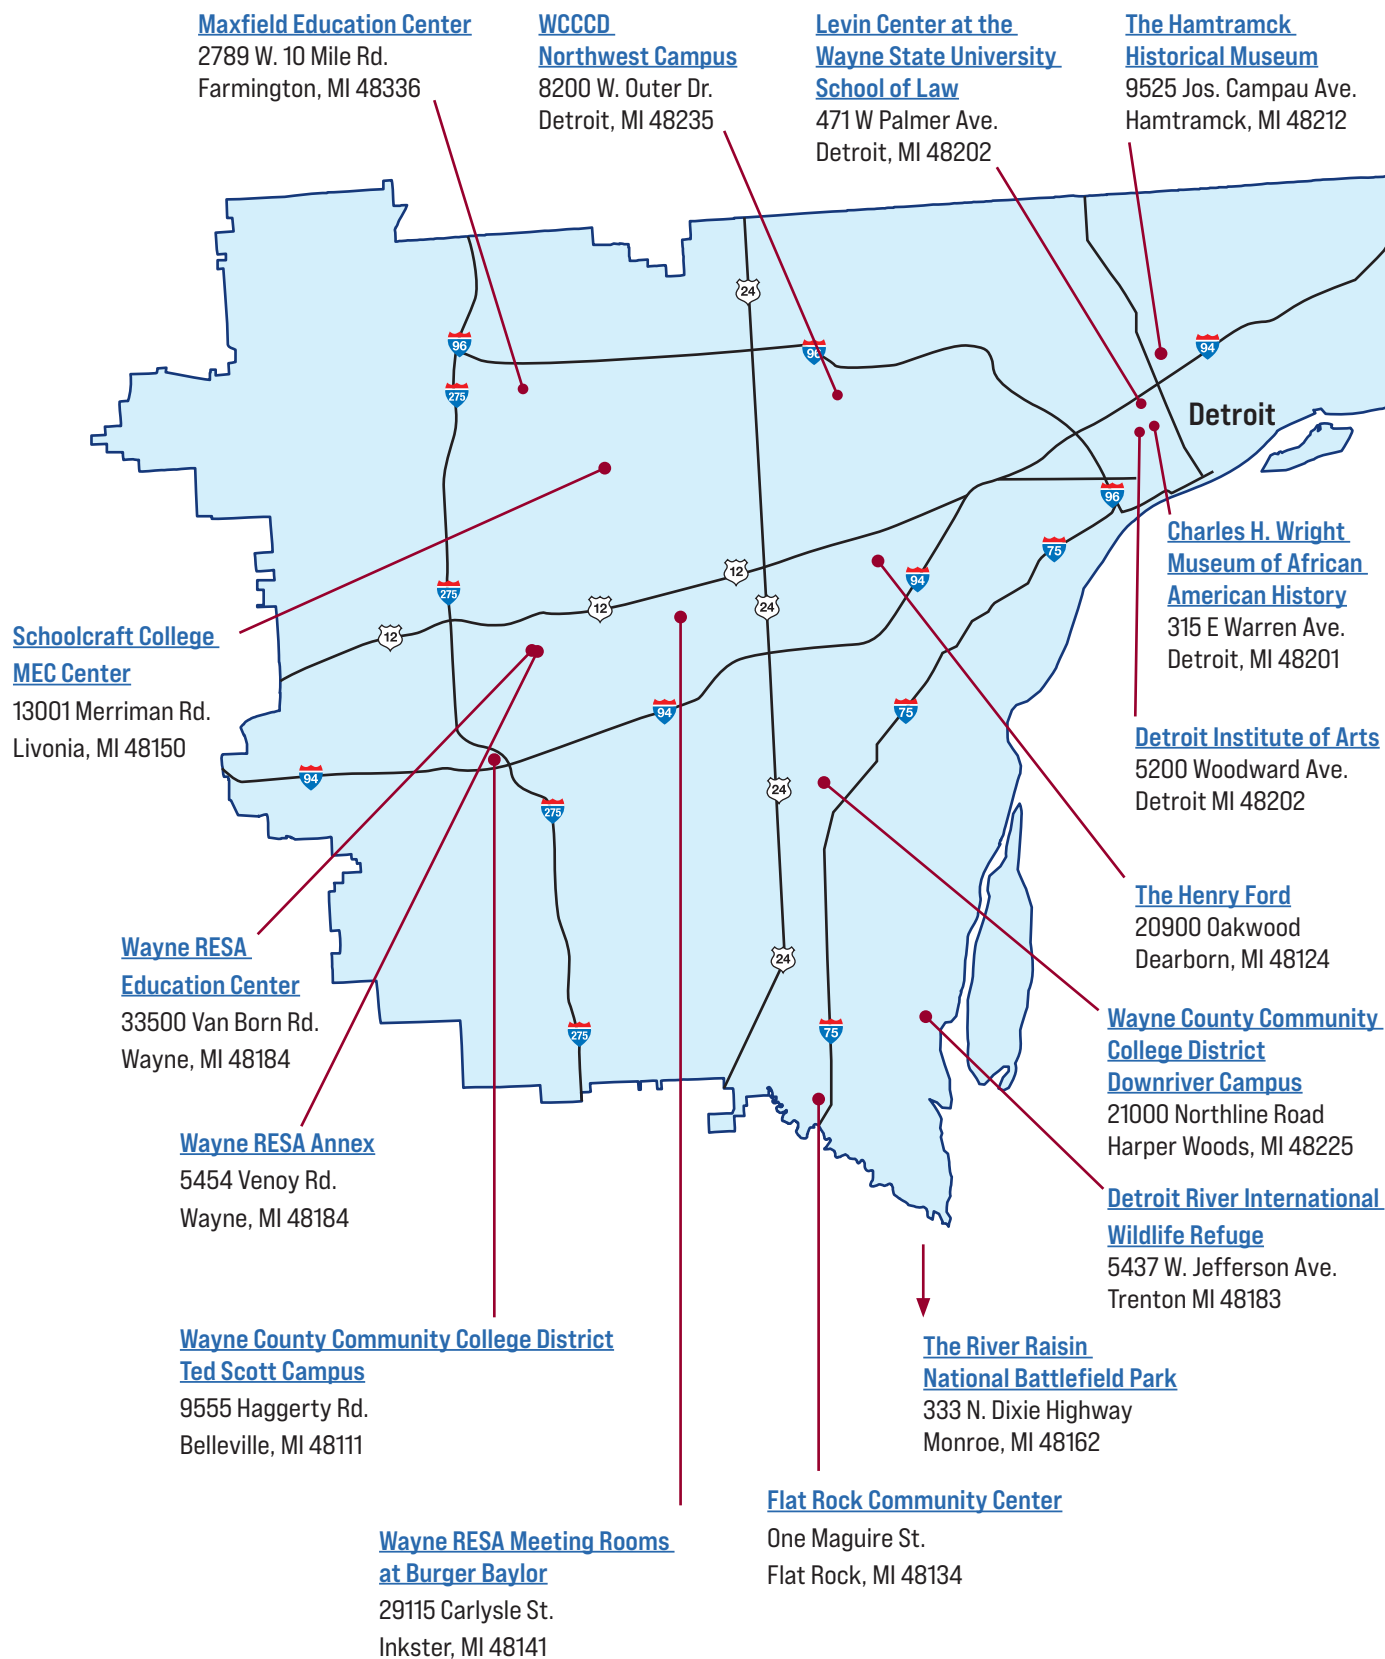 Maxfield Education Center
2789 W. 10 Mile Rd.
Farmington, MI 48336
WCCCD
Northwest Campus
8200 W. Outer Dr.
Detroit, MI 48235
Levin Center at the
Wayne State University
School of Law
471 W Palmer Ave.
Detroit, MI 48202
The Hamtramck
Historical Museum
9525 Jos. Campau Ave.
Hamtramck, MI 48212
24
96
96
94
275
Detroit
96
75
12
94
275
24
12
12
Charles H. Wright
Museum of African
American History
315 E Warren Ave.
Detroit, MI 48201
Schoolcraft College
MEC Center
13001 Merriman Rd.
Livonia, MI 48150
94
75
Detroit Institute of Arts
5200 Woodward Ave.
Detroit MI 48202
94
24
275
The Henry Ford
20900 Oakwood
Dearborn, MI 48124
Wayne RESA
Education Center
33500 Van Born Rd.
Wayne, MI 48184
24
275
75
Wayne County Community
College District
Downriver Campus
21000 Northline Road
Harper Woods, MI 48225
Wayne RESA Annex
5454 Venoy Rd.
Wayne, MI 48184
Detroit River International
Wildlife Refuge
5437 W. Jefferson Ave.
Trenton MI 48183
Wayne County Community College District
Ted Scott Campus
9555 Haggerty Rd.
Belleville, MI 48111
The River Raisin
National Battlefield Park
333 N. Dixie Highway
Monroe, MI 48162
Flat Rock Community Center
One Maguire St.
Flat Rock, MI 48134
Wayne RESA Meeting Rooms
at Burger Baylor
29115 Carlysle St.
Inkster, MI 48141